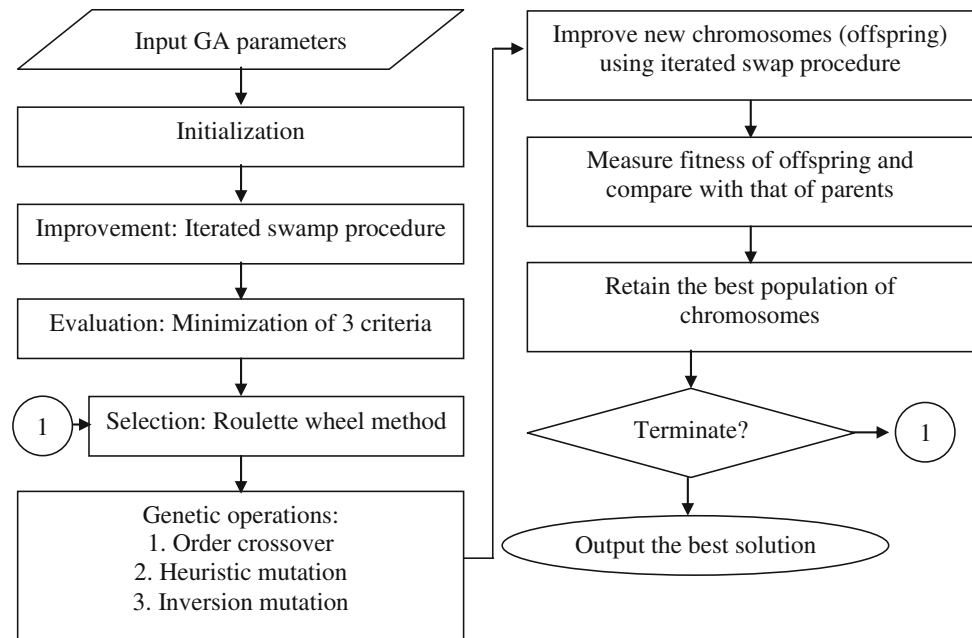 Input GA parameters
Initialization
Improvement: Iterated swamp procedure
Evaluation: Minimization of 3 criteria
1
Selection: Roulette wheel method
Genetic operations:
1. Order crossover
2. Heuristic mutation
3. Inversion mutation
Improve new chromosomes (offspring)
using iterated swap procedure
Measure fitness of offspring and
compare with that of parents
Retain the best population of
chromosomes
Terminate?
1
Output the best solution